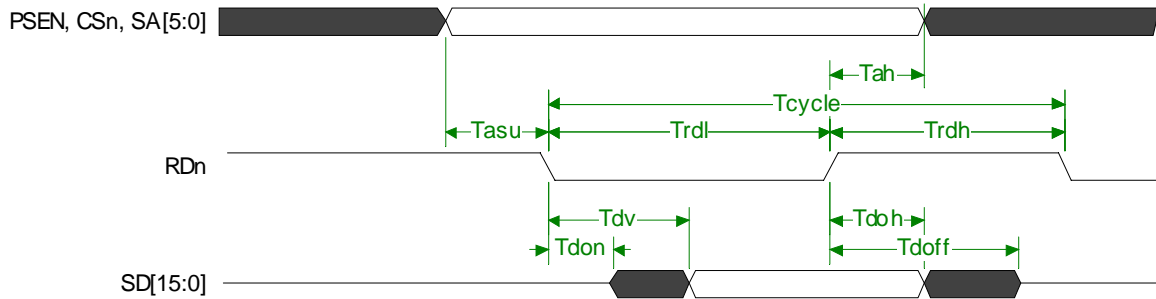 PSEN, CSn, SA[5:0]
Tah
Tcycle
Tasu
Trdl
Trdh
RDn
Tdv
Tdoh
Tdon
Tdoff
SD[15:0]